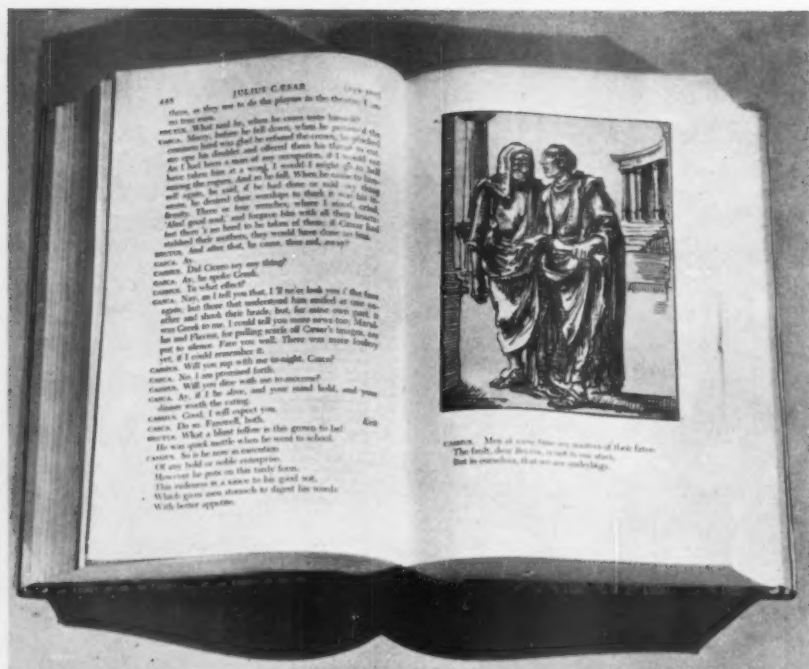 448 JULIUS CÆSAR
them, as they use to do the players in the theatre, I am
no true man.
BRUTUS. What said he, when he came unto himself?
CASCA. Marry, before he fell down, when he perceived the
common herd was glad he refused the crown, he plucked
me ope his doublet and offered them his throat to cut.
An I had been a man of any occupation, if I would not
have taken him at a word, I would I might go to hell
among the rogues. And so he fell. When he came to him-
self again, he said, if he had done or said any thing
amiss, he desired their worships to think it was his in-
firmity. Three or four wenches, where I stood, cried,
'Alas! good soul,' and forgave him with all their hearts:
but there's no heed to be taken of them; if Cæsar had
stabbed their mothers, they would have done no less.
BRUTUS. And after that, he came, thus sad, away?
CASCA. Ay.
CASSIUS. Did Cicero say any thing?
CASCA. Ay, he spoke Greek.
CASSIUS. To what effect?
CASCA. Nay, an I tell you that, I'll ne'er look you i' the face
again; but those that understood him smiled at one an-
other and shook their heads; but, for mine own part, it
was Greek to me. I could tell you more news too; Marul-
lus and Flavius, for pulling scarfs off Cæsar's images, are
put to silence. Fare you well. There was more foolery
yet, if I could remember it.
CASSIUS. Will you sup with me to-night, Casca?
CASCA. No, I am promised forth.
CASSIUS. Will you dine with me to-morrow?
CASCA. Ay, if I be alive, and your mind hold, and your
dinner worth the eating.
CASSIUS. Good; I will expect you.
CASCA. Do so. Farewell, both. Exit
BRUTUS. What a blunt fellow is this grown to be!
He was quick mettle when he went to school.
CASSIUS. So is he now in execution
Of any bold or noble enterprise,
However he puts on this tardy form.
This rudeness is a sauce to his good wit,
Which gives men stomach to digest his words
With better appetite.
CASSIUS. Men at some time are masters of their fates:
The fault, dear Brutus, is not in our stars,
But in ourselves, that we are underlings.